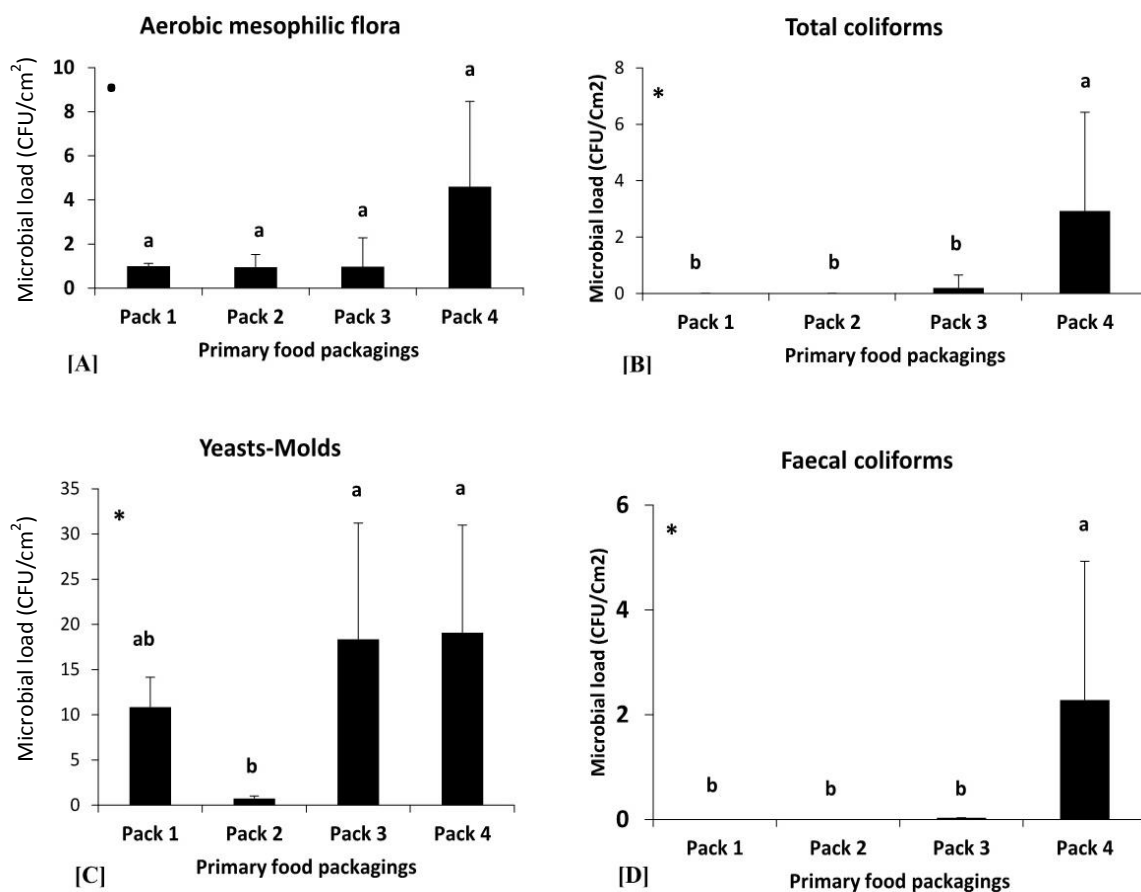 Aerobic mesophilic flora
Microbial load (CFU/cm²)
10
8
6
4
2
0
•
a
a
a
a
Pack 1 Pack 2 Pack 3 Pack 4
Primary food packagings
[A]
Total coliforms
Microbial load (CFU/Cm2)
8
6
4
2
0
*
b
b
b
a
Pack 1 Pack 2 Pack 3 Pack 4
Primary food packagings
[B]
Yeasts-Molds
Microbial load (CFU/cm²)
35
30
25
20
15
10
5
0
*
ab
b
a
a
Pack 1 Pack 2 Pack 3 Pack 4
Primary food packagings
[C]
Faecal coliforms
Microbial load (CFU/Cm2)
6
4
2
0
*
b
b
b
a
Pack 1 Pack 2 Pack 3 Pack 4
Primary food packagings
[D]